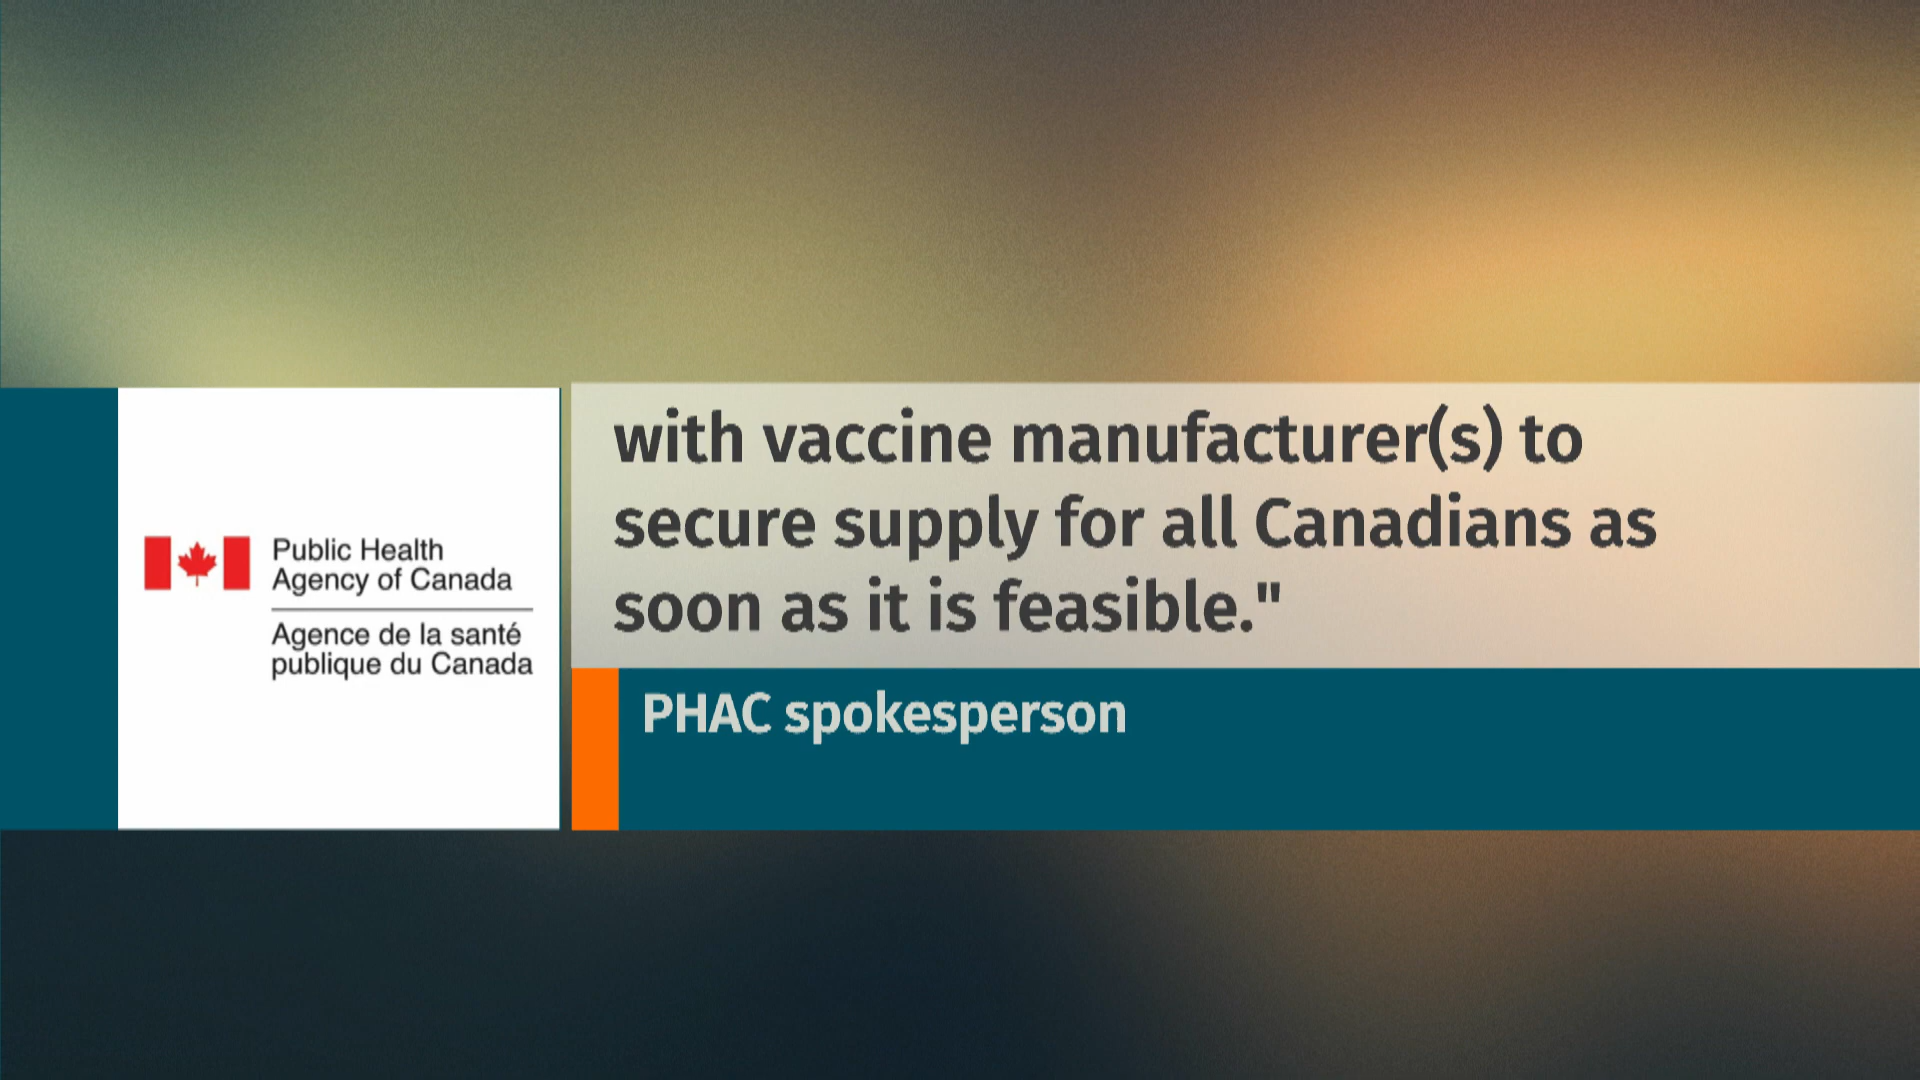 Public Health
Agency of Canada
Agence de la santé
publique du Canada
with vaccine manufacturer(s) to
secure supply for all Canadians as
soon as it is feasible."
PHAC spokesperson